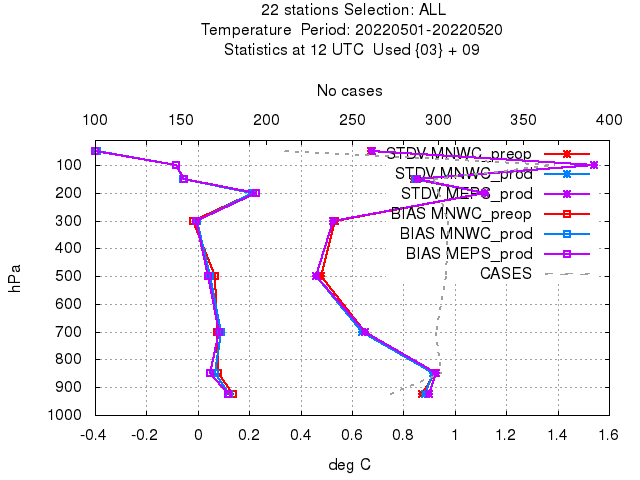 22 stations Selection: ALL
Temperature  Period: 20220501-20220520
Statistics at 12 UTC  Used {03} + 09
No cases
100 150 200 250 300 350 400
STDV MNWC_preop
100
STDV MNWC_prod
200
STDV MEPS_prod
BIAS MNWC_preop
300
BIAS MNWC_prod
400
BIAS MEPS_prod
CASES
500
600
700
800
900
1000
hPa
-0.4 -0.2 0 0.2 0.4 0.6 0.8 1 1.2 1.4 1.6
deg C